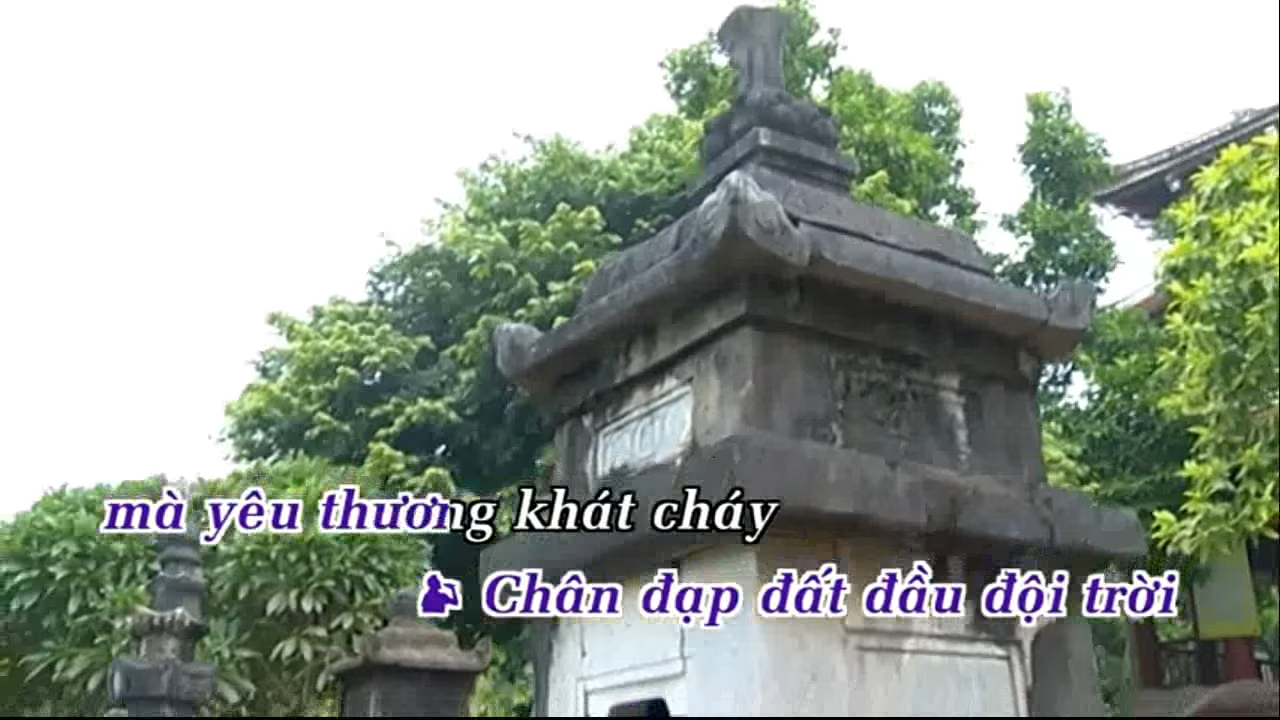 mà yêu thương khát cháy
Chân đạp đất đầu đội trời